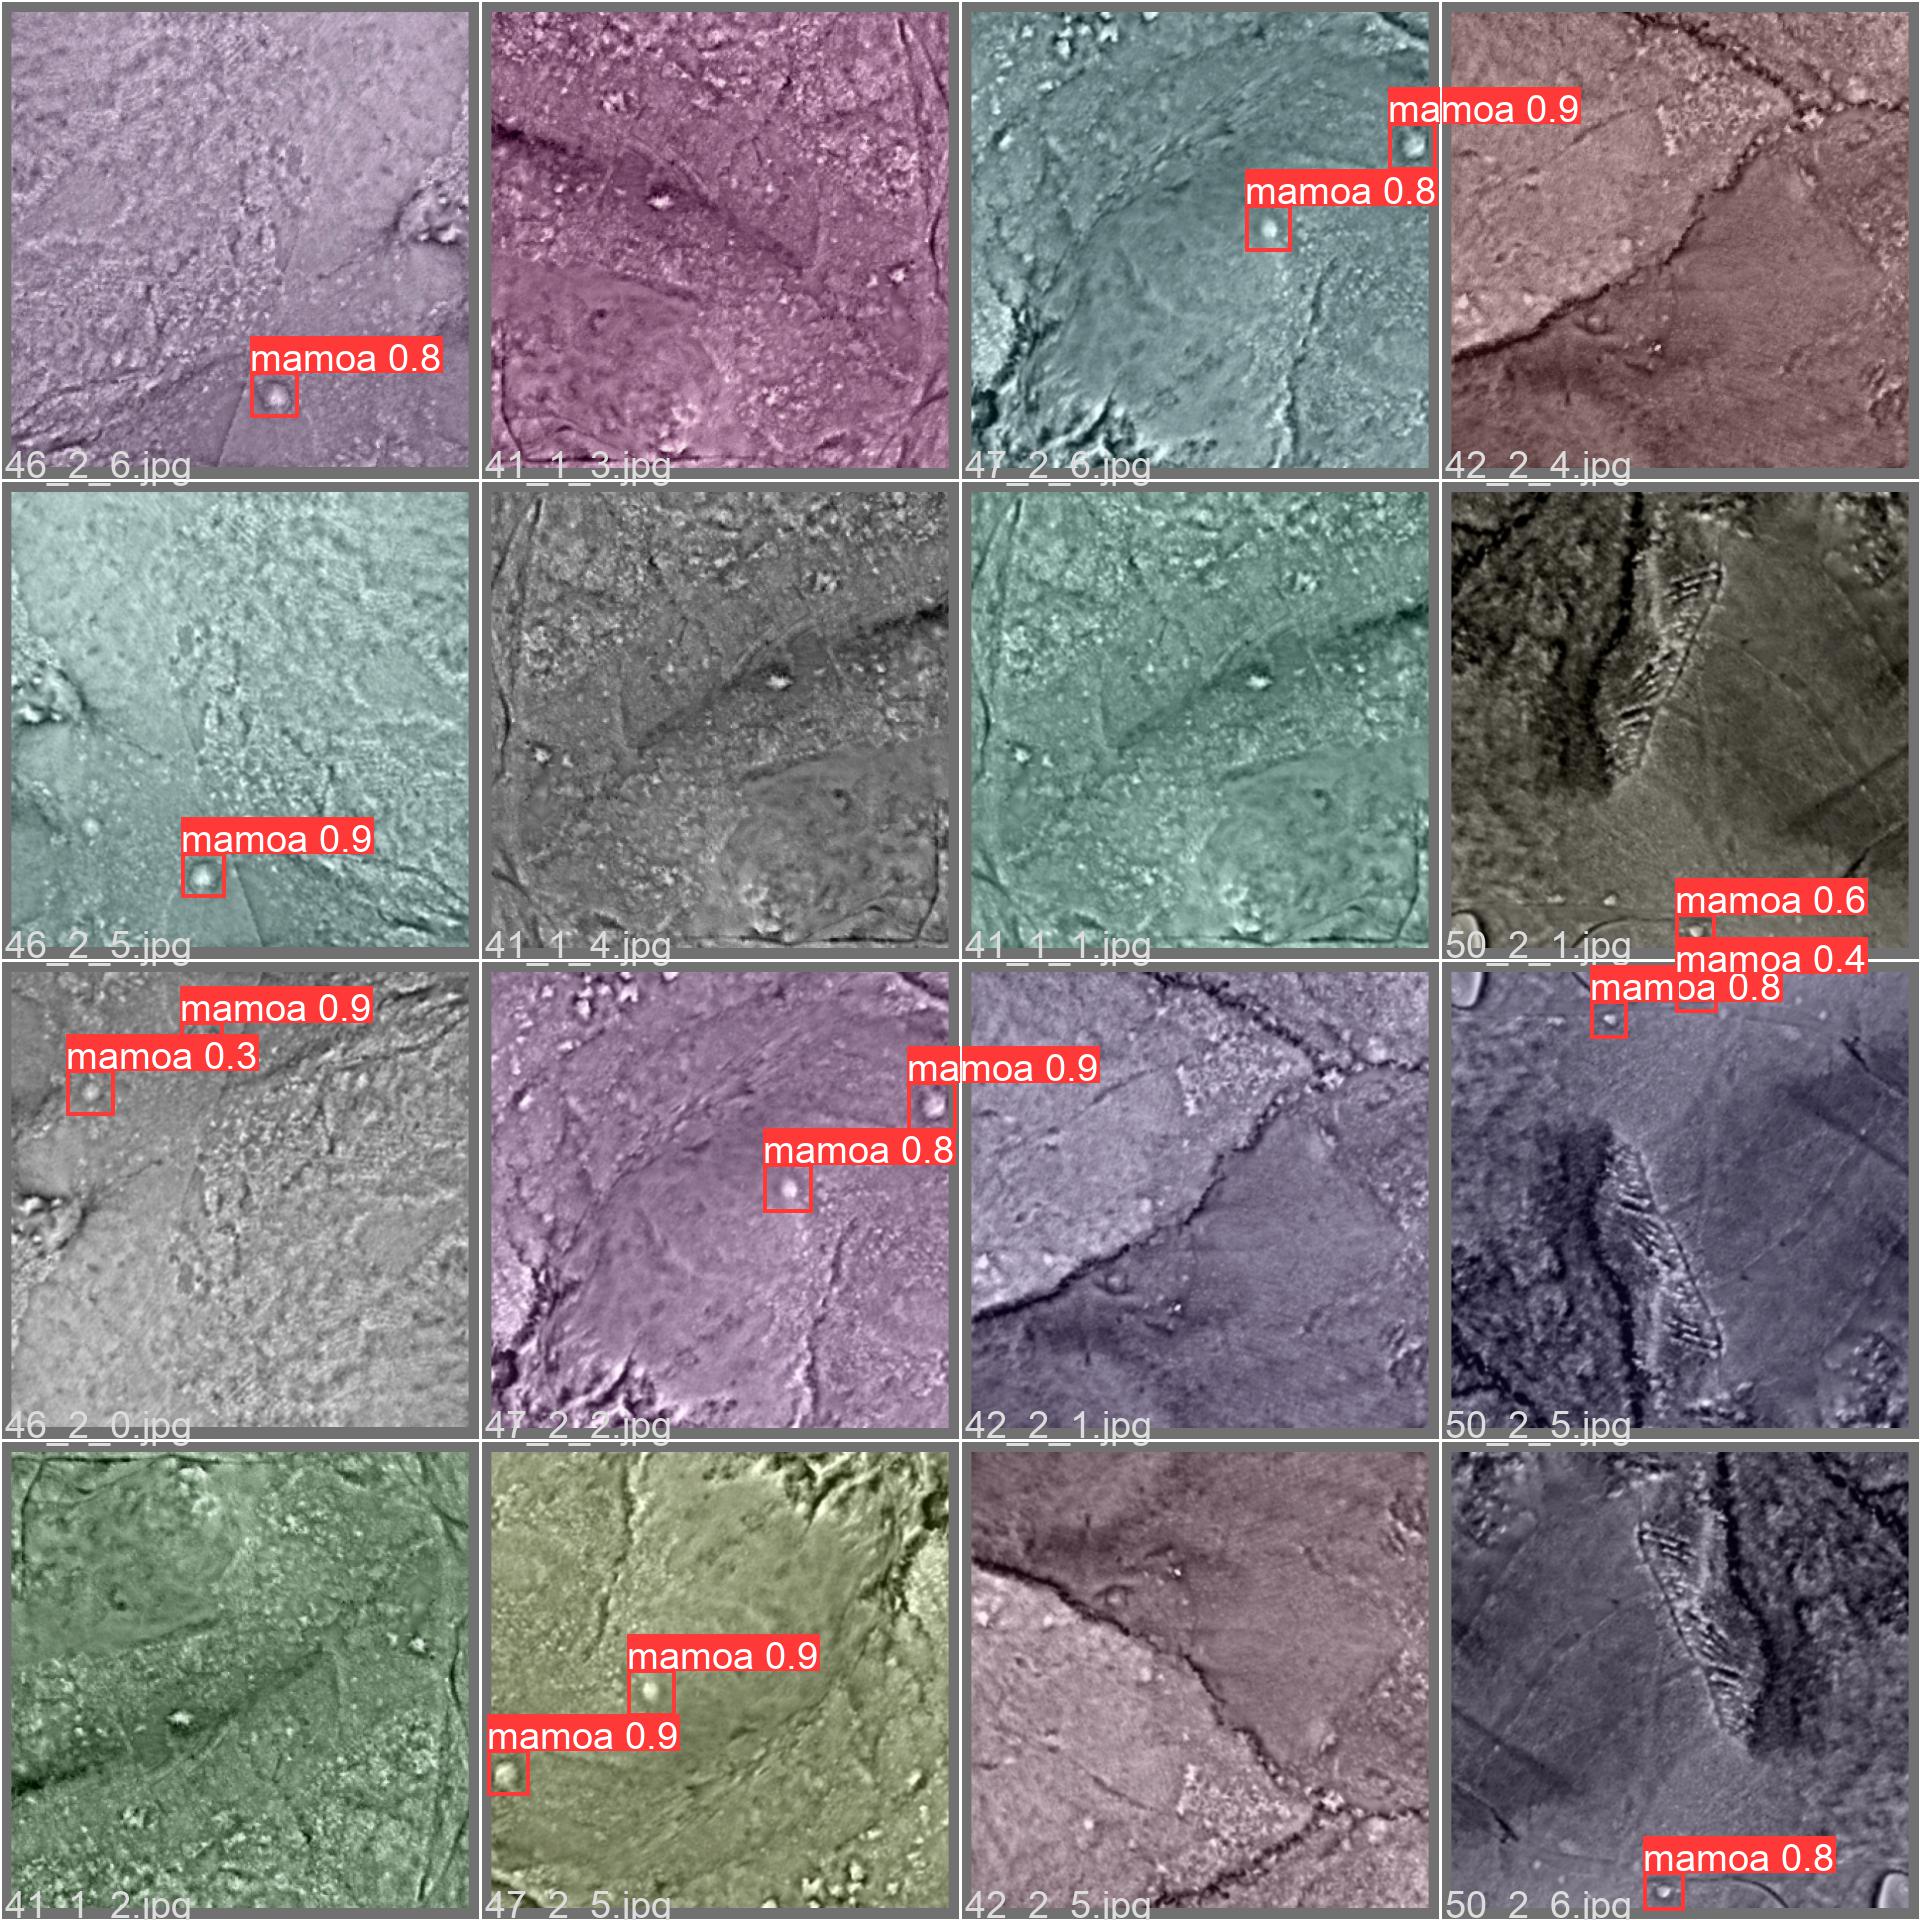 mamoa 0.8
46_2_6.jpg
41_1_3.jpg
mamoa 0.9
mamoa 0.8
47_2_6.jpg
42_2_4.jpg
mamoa 0.9
46_2_5.jpg
41_1_4.jpg
41_1_1.jpg
mamoa 0.6
50_2_1.jpg
mamoa 0.9
mamoa 0.3
46_2_0.jpg
mamoa 0.9
mamoa 0.8
47_2_2.jpg
42_2_1.jpg
mamoa 0.4
mamoa 0.8
50_2_5.jpg
41_1_2.jpg
mamoa 0.9
mamoa 0.9
47_2_5.jpg
42_2_5.jpg
mamoa 0.8
50_2_6.jpg